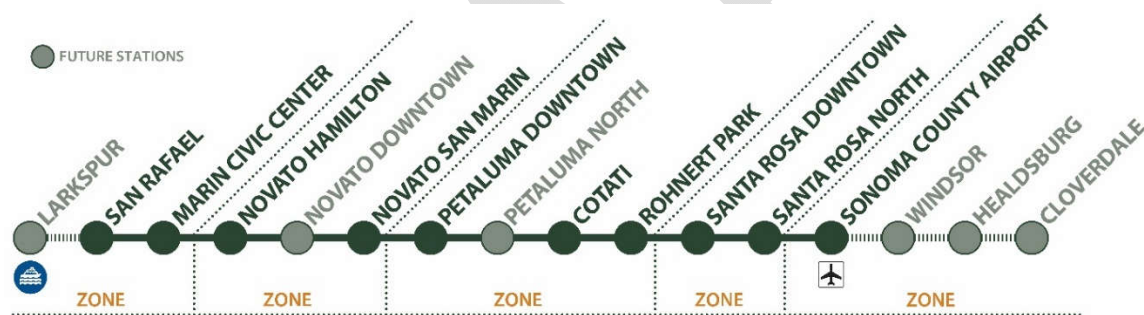 FUTURE STATIONS
LARKSPUR
SAN RAFAEL
MARIN CIVIC CENTER
NOVATO HAMILTON
NOVATO DOWNTOWN
NOVATO SAN MARIN
PETALUMA DOWNTOWN
PETALUMA NORTH
COTATI
ROHNERT PARK
SANTA ROSA DOWNTOWN
SANTA ROSA NORTH
SONOMA COUNTY AIRPORT
WINDSOR
HEALDSBURG
CLOVERDALE
ZONE
ZONE
ZONE
ZONE
ZONE